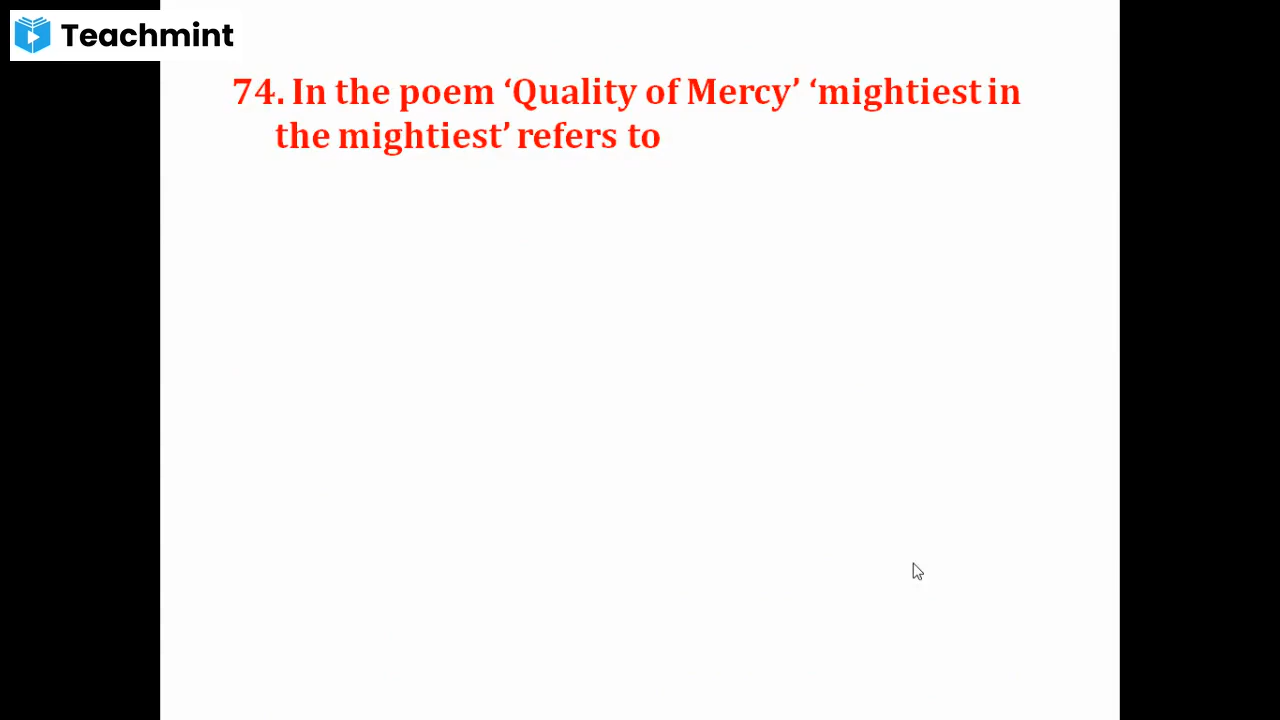 Teachmint
74. In the poem ‘Quality of Mercy’ ‘mightiest in
the mightiest’ refers to